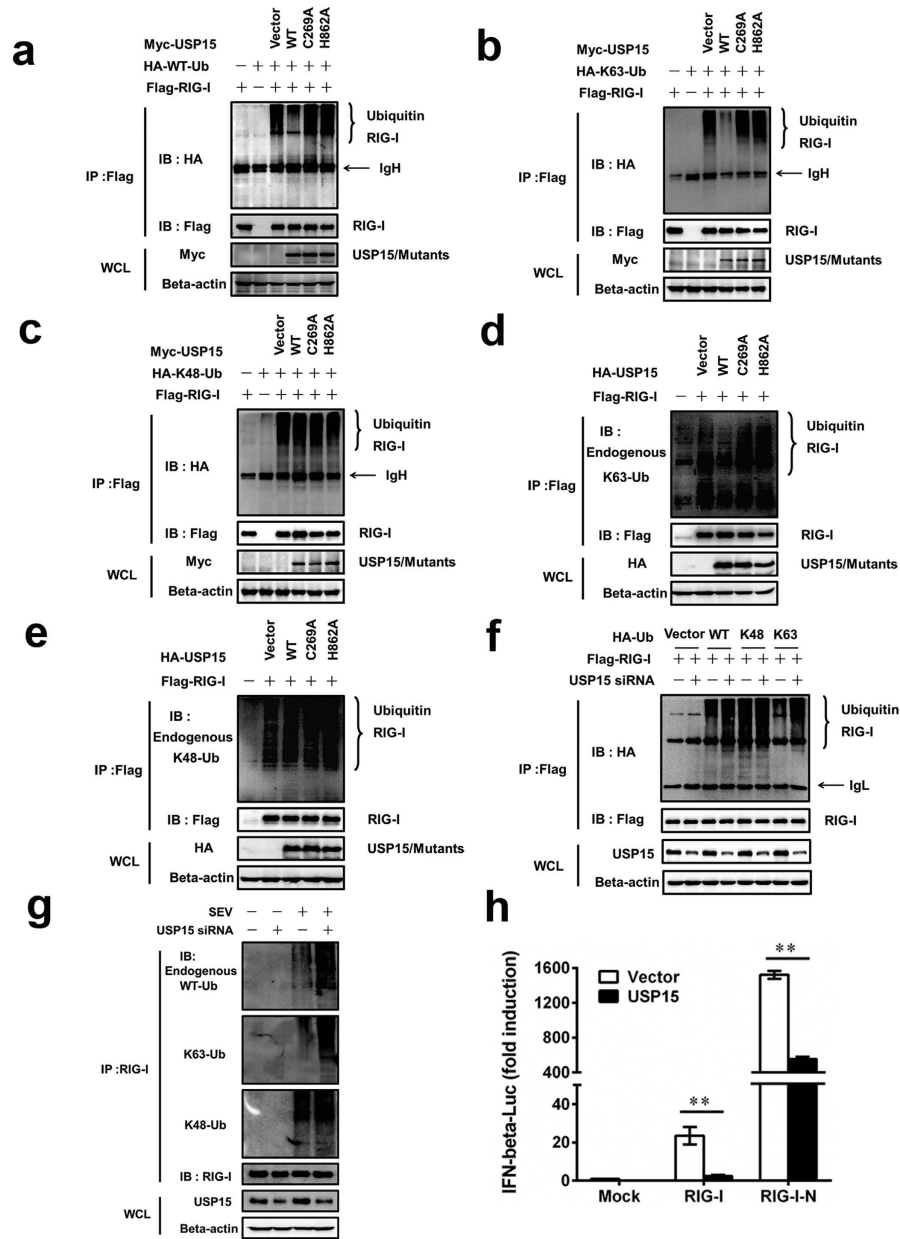 a
Myc-USP15 Vector WT C269A H862A
HA-WT-Ub − + + + + +
Flag-RIG-I + − + + + +
IP :Flag
IB : HA
Ubiquitin
RIG-I
IgH
IB : Flag RIG-I
WCL
Myc USP15/Mutants
Beta-actin
b
Myc-USP15 Vector WT C269A H862A
HA-K63-Ub − + + + + +
Flag-RIG-I + − + + + +
IP :Flag
IB : HA
Ubiquitin
RIG-I
IgH
IB : Flag RIG-I
WCL
Myc USP15/Mutants
Beta-actin
c
Myc-USP15 Vector WT C269A H862A
HA-K48-Ub − + + + + +
Flag-RIG-I + − + + + +
IP :Flag
IB : HA
Ubiquitin
RIG-I
IgH
IB : Flag RIG-I
WCL
Myc USP15/Mutants
Beta-actin
d
HA-USP15 Vector WT C269A H862A
Flag-RIG-I − + + + +
IP :Flag
IB :
Endogenous
K63-Ub
Ubiquitin
RIG-I
IB : Flag RIG-I
WCL
HA USP15/Mutants
Beta-actin
e
HA-USP15 Vector WT C269A H862A
Flag-RIG-I − + + + +
IP :Flag
IB :
Endogenous
K48-Ub
Ubiquitin
RIG-I
IB : Flag RIG-I
WCL
HA USP15/Mutants
Beta-actin
f
HA-Ub Vector WT K48 K63
Flag-RIG-I + + + + + + + +
USP15 siRNA − + − + − + − +
IP :Flag
IB : HA
Ubiquitin
RIG-I
IgL
IB : Flag RIG-I
WCL
USP15
Beta-actin
g
SEV − − + +
USP15 siRNA − + − +
IP :RIG-I
IB:
Endogenous
WT-Ub
K63-Ub
K48-Ub
IB : RIG-I
WCL
USP15
Beta-actin
h
IFN-beta-Luc (fold induction)
Vector
USP15
**
**
1600
1200
800
400
40
20
0
Mock RIG-I RIG-I-N